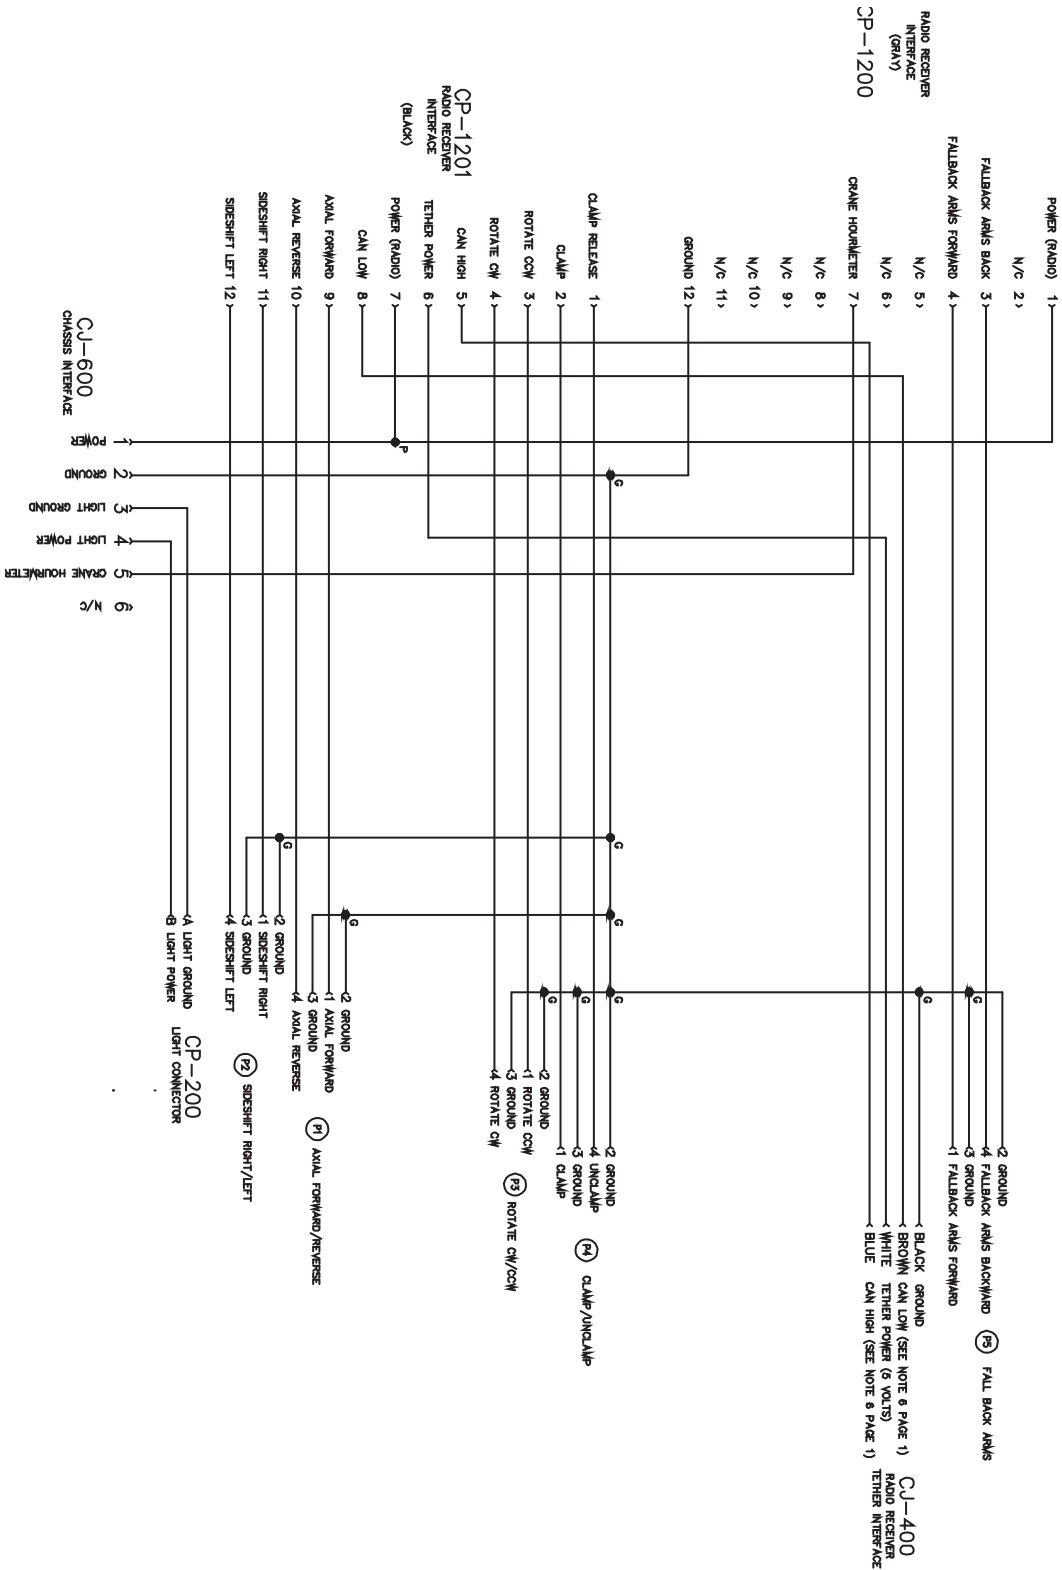 RADIO RECEIVER
INTERFACE
(GRAY)
CP-1200
POWER (RADIO) 1
N/C 2
FALLBACK ARMS BACK 3
FALLBACK ARMS FORWARD 4
N/C 5
N/C 6
CRANE HOURMETER 7
N/C 8
N/C 9
N/C 10
N/C 11
GROUND 12
CP-1201
RADIO RECEIVER
INTERFACE
(BLACK)
CLAMP RELEASE 1
CLAMP 2
ROTATE CCW 3
ROTATE CW 4
CAN HIGH 5
TETHER POWER 6
POWER (RADIO) 7
CAN LOW 8
AXIAL FORWARD 9
AXIAL REVERSE 10
SIDESHIFT RIGHT 11
SIDESHIFT LEFT 12
CJ-600
CHASSIS INTERFACE
1 POWER
2 GROUND
3 LIGHT GROUND
4 LIGHT POWER
5 CRANE HOURMETER
6 N/C
P
G
G
G
G
G
G
G
G
G
G
2 GROUND
4 FALLBACK ARMS BACKWARD
3 GROUND
1 FALLBACK ARMS FORWARD
P5 FALL BACK ARMS
BLACK GROUND
BROWN CAN LOW (SEE NOTE 6 PAGE 1)
WHITE TETHER POWER (5 VOLTS)
BLUE CAN HIGH (SEE NOTE 6 PAGE 1)
CJ-400
RADIO RECEIVER
TETHER INTERFACE
2 GROUND
4 UNCLAMP
3 GROUND
1 CLAMP
P4 CLAMP/UNCLAMP
2 GROUND
1 ROTATE CCW
3 GROUND
4 ROTATE CW
P3 ROTATE CW/CCW
2 GROUND
1 AXIAL FORWARD
3 GROUND
4 AXIAL REVERSE
P1 AXIAL FORWARD/REVERSE
2 GROUND
1 SIDESHIFT RIGHT
3 GROUND
4 SIDESHIFT LEFT
P2 SIDESHIFT RIGHT/LEFT
A LIGHT GROUND
B LIGHT POWER
CP-200
LIGHT CONNECTOR